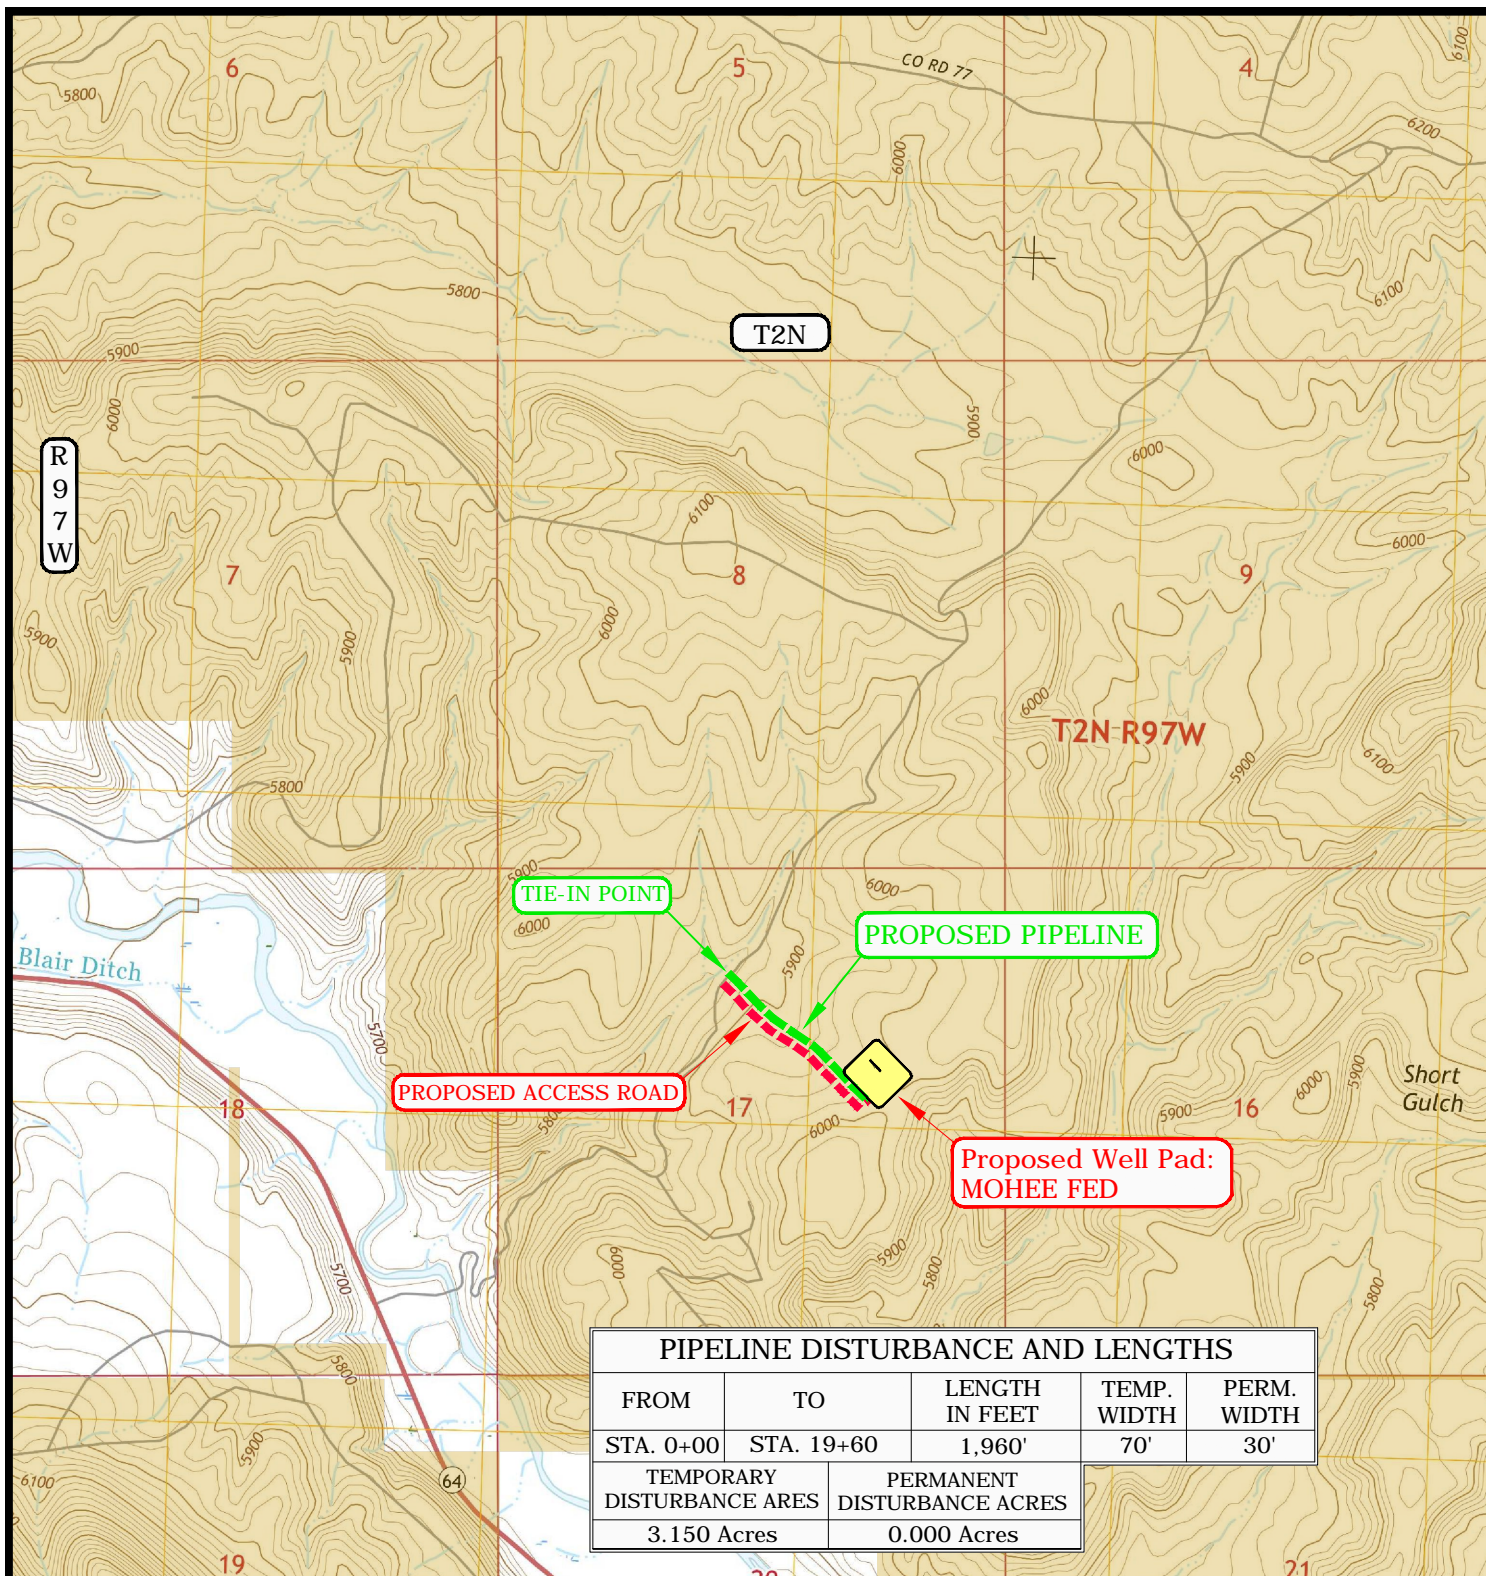 6
5
4
CO RD 77
6100
5800
6200
6000
5800
6100
T2N
5900
6000
5900
R
9
7
W
6000
6100
6000
7
8
9
5900
5900
6000
6000
T2N R97W
6100
5900
5800
5900
6000
TIE-IN POINT
6000
PROPOSED PIPELINE
Blair Ditch
5900
5700
PROPOSED ACCESS ROAD
18
17
16
5900
6000
5900
Short
Gulch
580
6000
Proposed Well Pad:
MOHEE FED
5700
6000
5900
5800
5800
5800
5900
6100
64
19
20
21
PIPELINE DISTURBANCE AND LENGTHS
FROM TO LENGTH IN FEET TEMP. WIDTH PERM. WIDTH
STA. 0+00 STA. 19+60 1,960' 70' 30'
TEMPORARY DISTURBANCE ARES PERMANENT DISTURBANCE ACRES
3.150 Acres 0.000 Acres